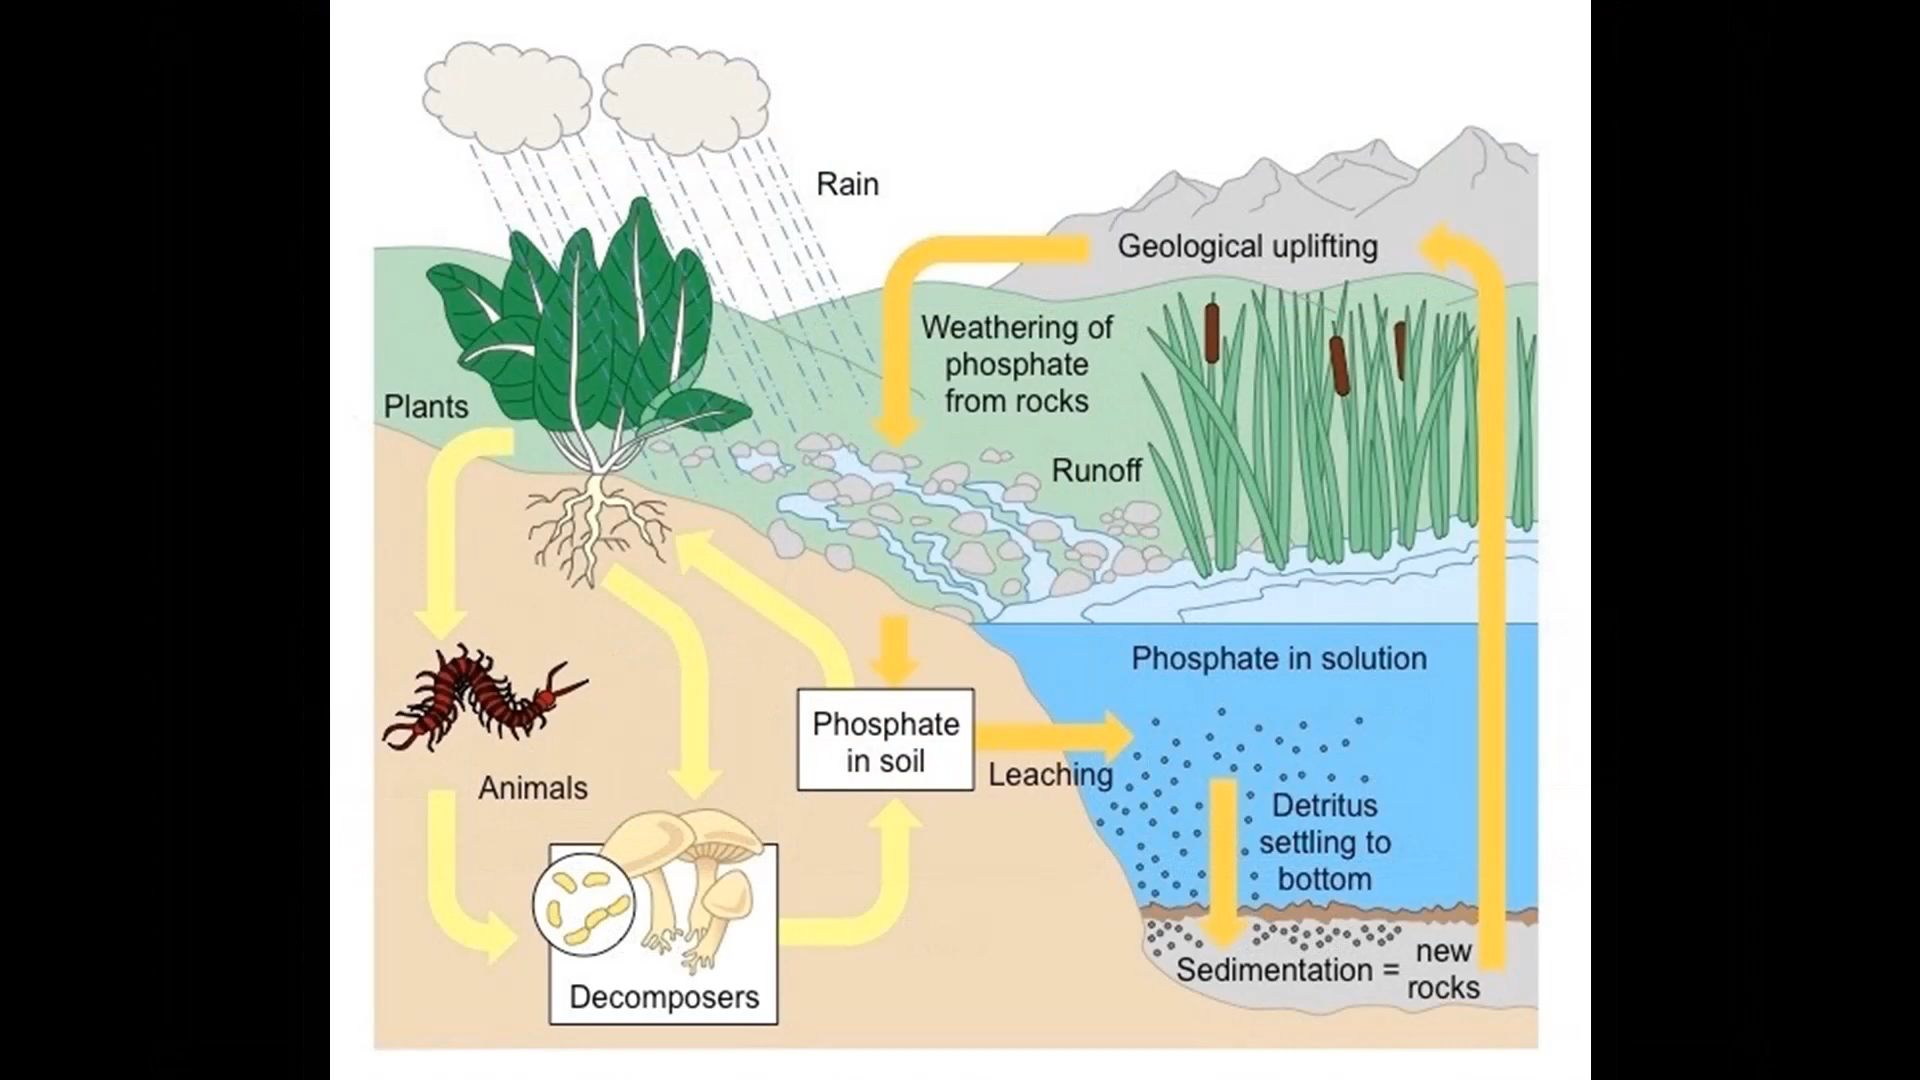 Rain
Geological uplifting
Weathering of
phosphate
from rocks
Plants
Runoff
Phosphate in solution
Phosphate
in soil
Leaching
Animals
Detritus
settling to
bottom
Decomposers
Sedimentation = new
rocks